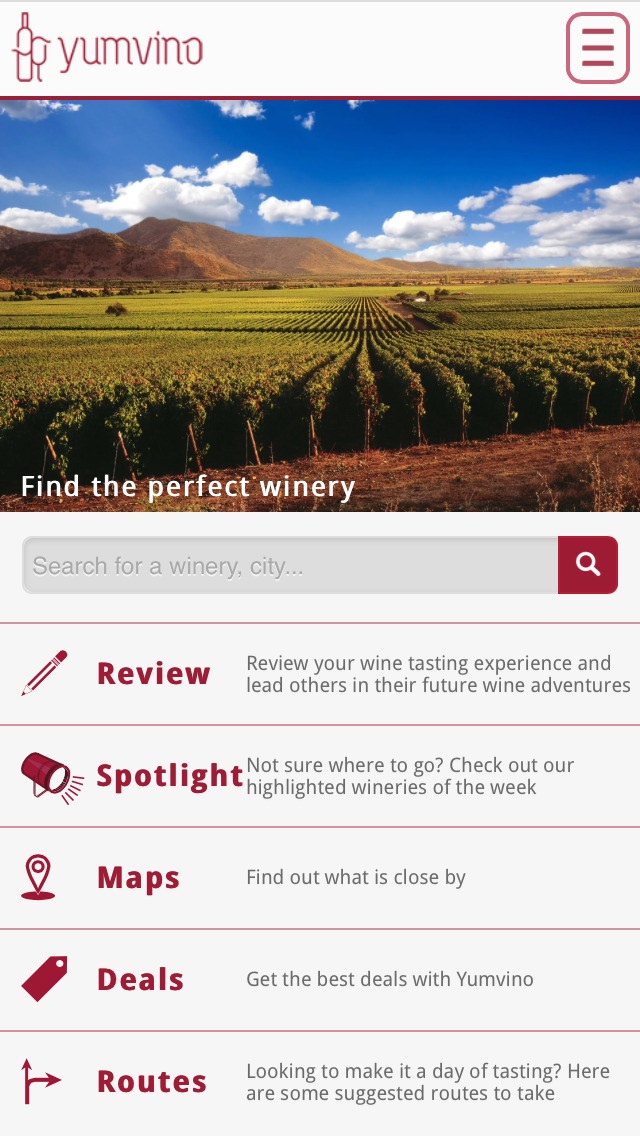 yumvino
Find the perfect winery
Search for a winery, city...
Review
Review your wine tasting experience and
lead others in their future wine adventures
Spotlight
Not sure where to go? Check out our
highlighted wineries of the week
Maps
Find out what is close by
Deals
Get the best deals with Yumvino
Routes
Looking to make it a day of tasting? Here
are some suggested routes to take